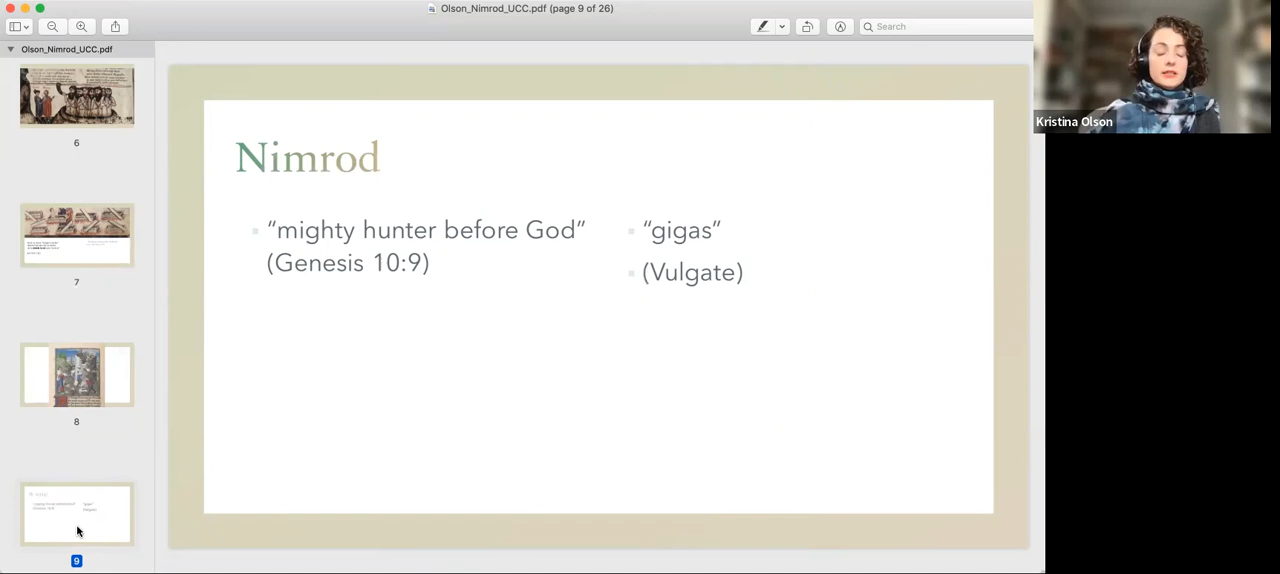 Olson_Nimrod_UCC.pdf (page 9 of 26)
Search
Olson_Nimrod_UCC.pdf
6
7
8
9
Nimrod
“mighty hunter before God”
(Genesis 10:9)
“gigas”
(Vulgate)
Kristina Olson